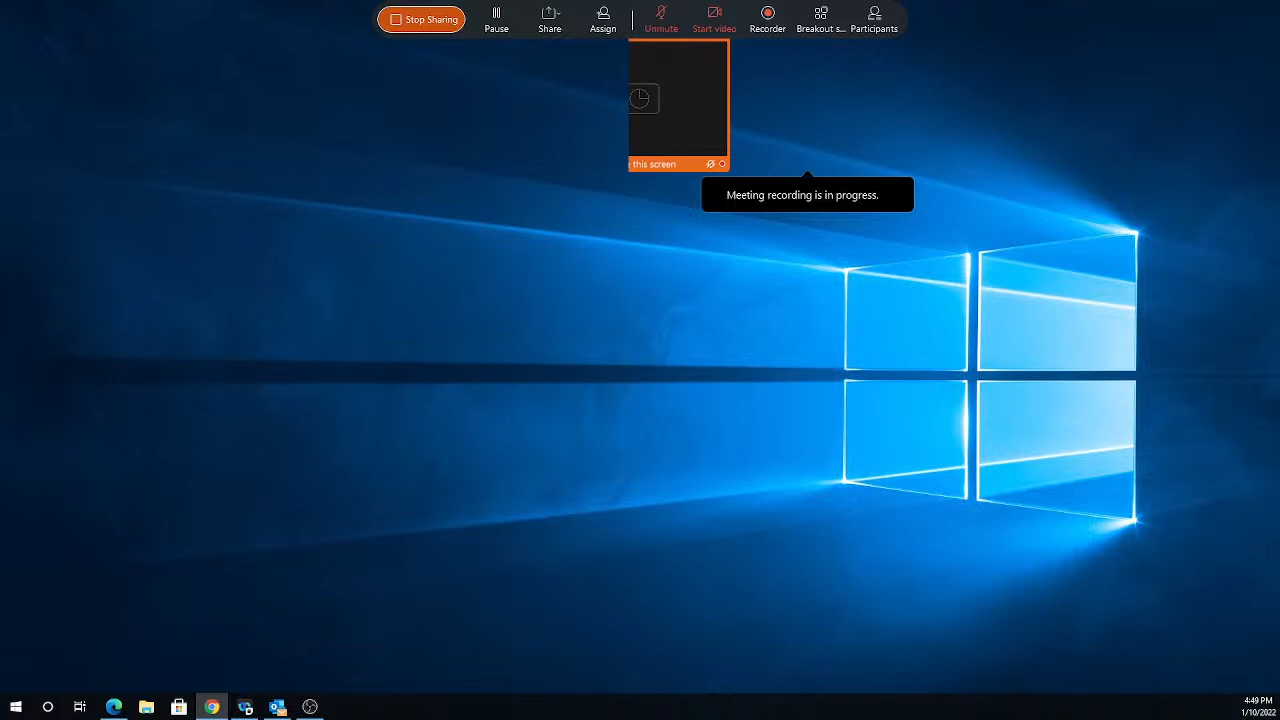 Stop Sharing
Pause
Share
Assign
Unmute
Start video
Recorder
Breakout s...
Participants
this screen
Meeting recording is in progress.
4:49 PM
1/10/2022